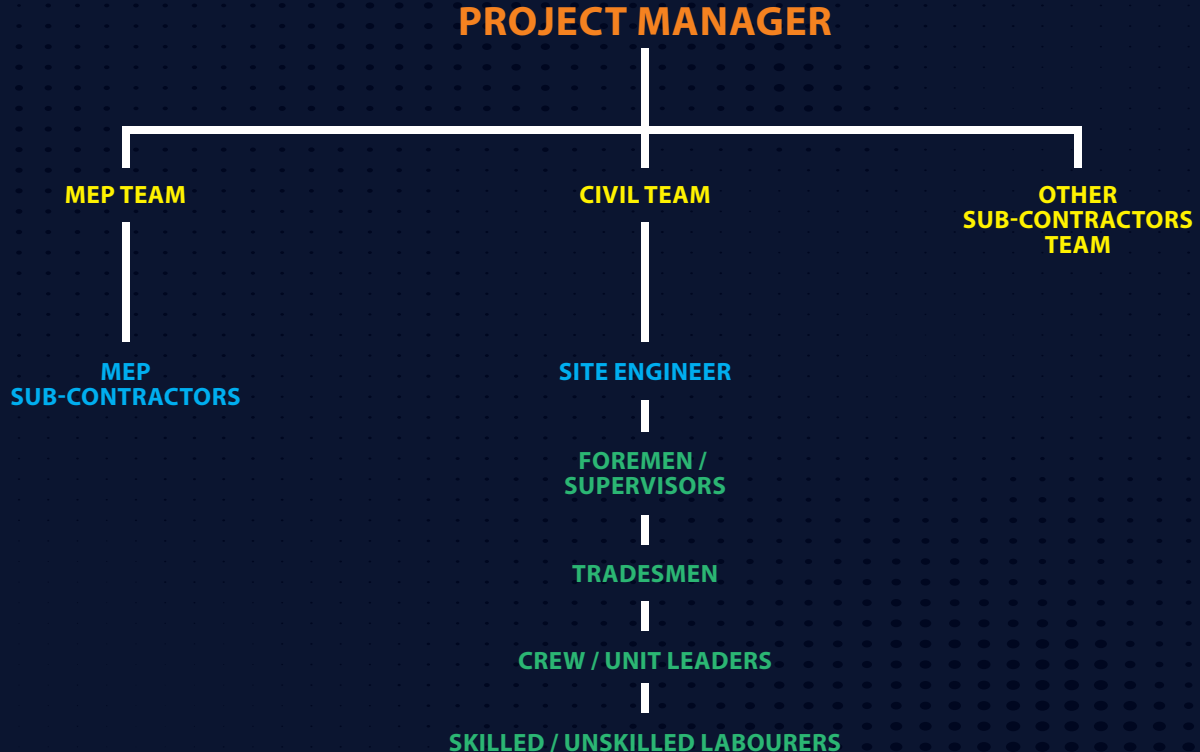 PROJECT MANAGER
MEP TEAM
CIVIL TEAM
OTHER
SUB-CONTRACTORS
TEAM
MEP
SUB-CONTRACTORS
SITE ENGINEER
FOREMEN /
SUPERVISORS
TRADESMEN
CREW / UNIT LEADERS
SKILLED / UNSKILLED LABOURERS